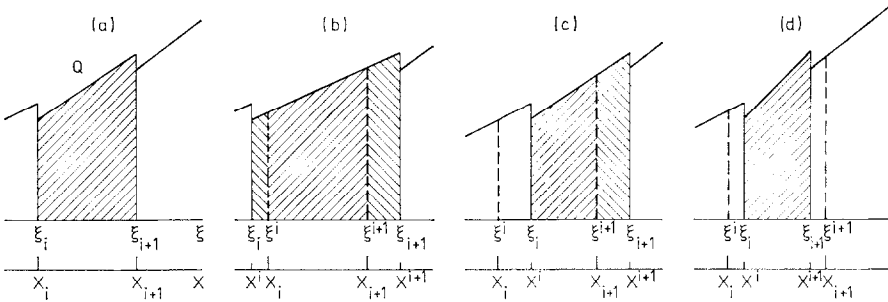 (a) (b) (c) (d)
Q
ξᵢ ξᵢ₊₁ ξ ξᵢ ξⁱ ξⁱ⁺¹ ξᵢ₊₁ ξⁱ ξᵢ ξⁱ⁺¹ ξᵢ₊₁ ξⁱ ξᵢ ξᵢ₊₁ ξⁱ⁺¹
Xᵢ Xᵢ₊₁ X Xⁱ Xᵢ Xᵢ₊₁ Xⁱ⁺¹ Xᵢ Xⁱ Xᵢ₊₁ Xⁱ⁺¹ Xᵢ Xⁱ Xⁱ⁺¹ Xᵢ₊₁